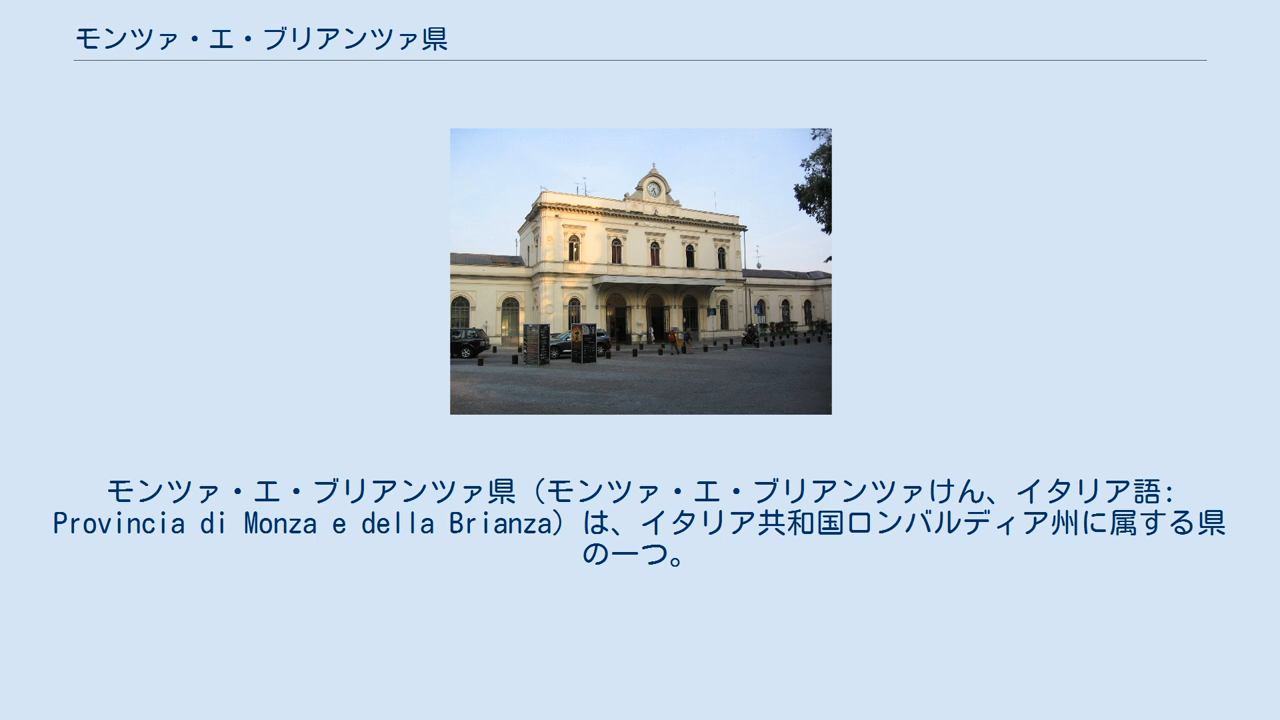 モンツァ・エ・ブリアンツァ県
モンツァ・エ・ブリアンツァ県（モンツァ・エ・ブリアンツァけん、イタリア語:
Provincia di Monza e della Brianza）は、イタリア共和国ロンバルディア州に属する県
の一つ。